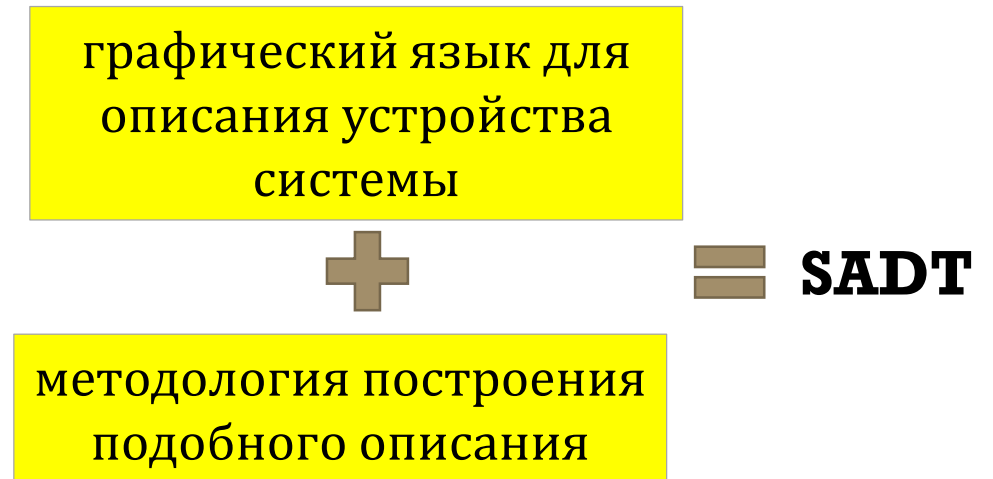 графический язык для
описания устройства
системы
SADT
методология построения
подобного описания